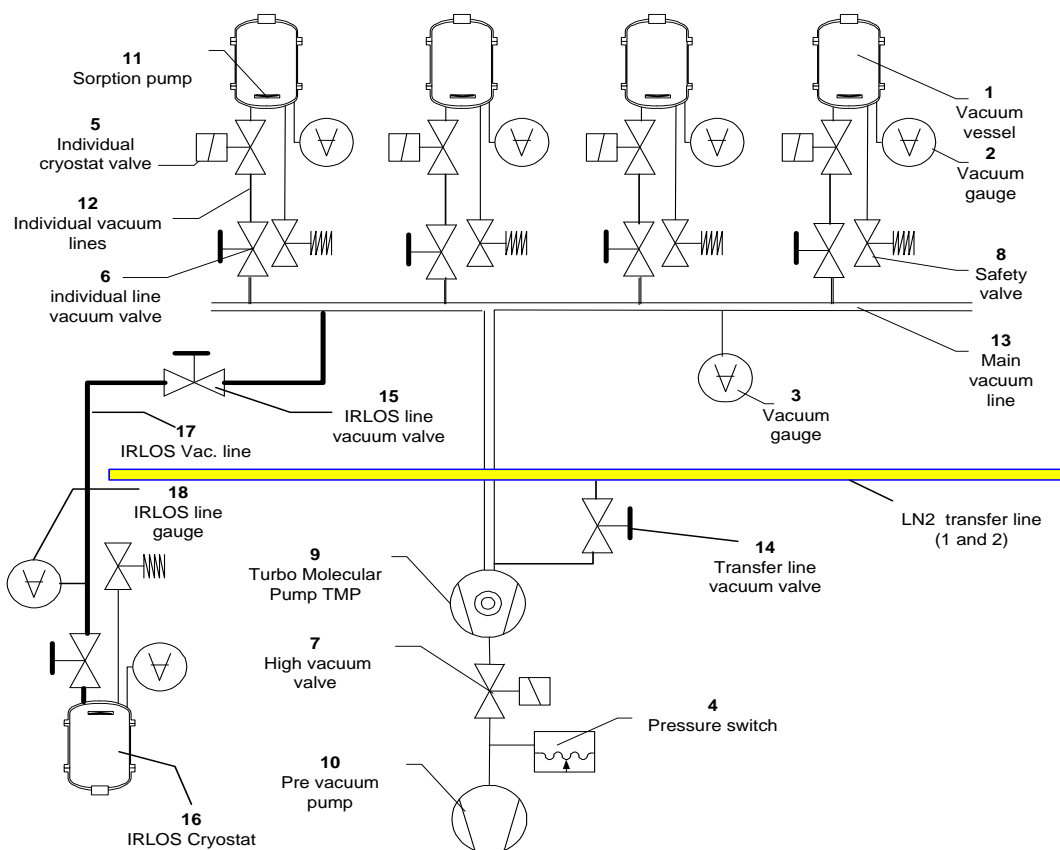 11
Sorption pump
5
Individual
cryostat valve
12
Individual vacuum
lines
6
individual line
vacuum valve
1
Vacuum
vessel
2
Vacuum
gauge
8
Safety
valve
13
Main
vacuum
line
15
IRLOS line
vacuum valve
3
Vacuum
gauge
17
IRLOS Vac. line
18
IRLOS line
gauge
LN2 transfer line
(1 and 2)
9
Turbo Molecular
Pump TMP
14
Transfer line
vacuum valve
7
High vacuum
valve
4
Pressure switch
10
Pre vacuum
pump
16
IRLOS Cryostat